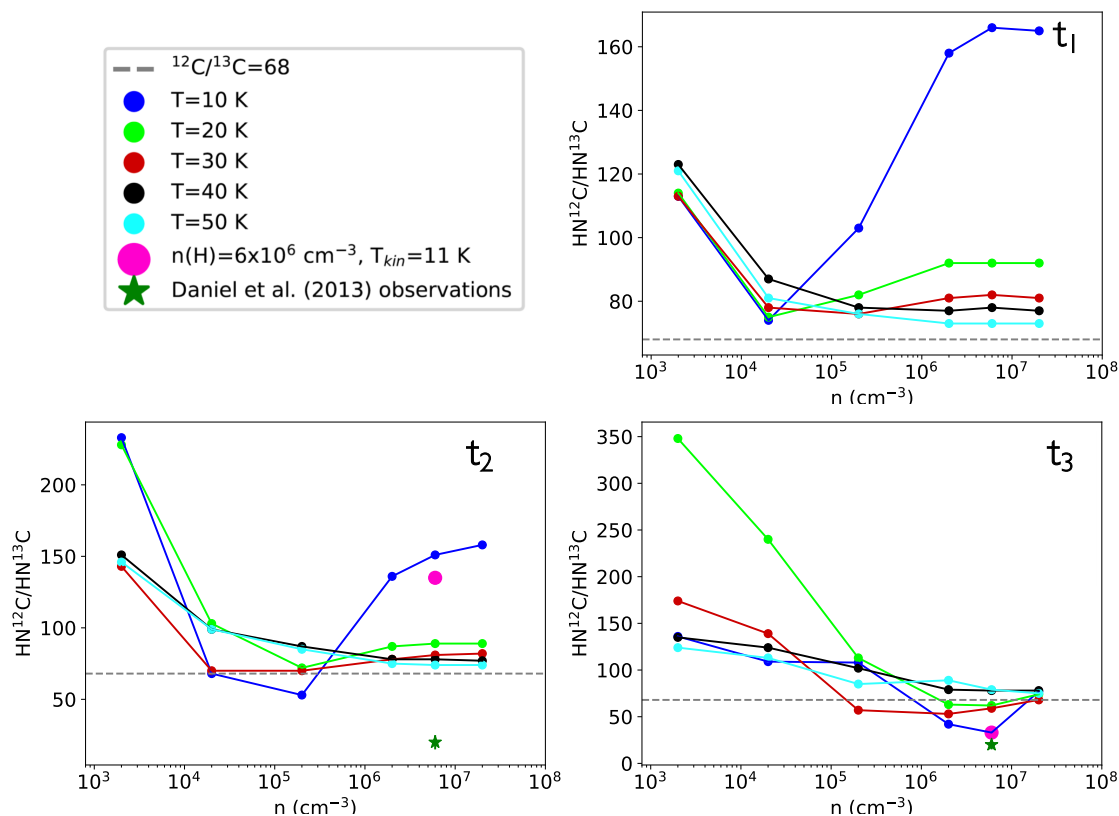 ¹²C/¹³C=68
T=10 K
T=20 K
T=30 K
T=40 K
T=50 K
n(H)=6x10⁶ cm⁻³, T_kin=11 K
Daniel et al. (2013) observations
t₁
HN¹²C/HN¹³C
160
140
120
100
80
10³ 10⁴ 10⁵ 10⁶ 10⁷ 10⁸
n (cm⁻³)
t₂
HN¹²C/HN¹³C
200
150
100
50
10³ 10⁴ 10⁵ 10⁶ 10⁷ 10⁸
n (cm⁻³)
t₃
HN¹²C/HN¹³C
350
300
250
200
150
100
50
0
10³ 10⁴ 10⁵ 10⁶ 10⁷ 10⁸
n (cm⁻³)